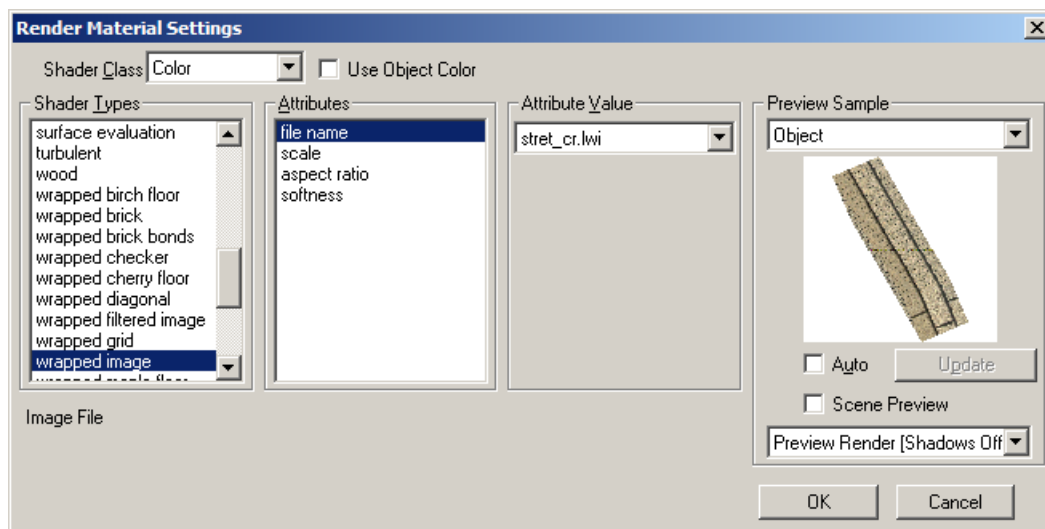 Render Material Settings
Shader Class Color Use Object Color
Shader Types
surface evaluation
turbulent
wood
wrapped birch floor
wrapped brick
wrapped brick bonds
wrapped checker
wrapped cherry floor
wrapped diagonal
wrapped filtered image
wrapped grid
wrapped image
Attributes
file name
scale
aspect ratio
softness
Attribute Value
stret_cr.lwi
Preview Sample
Object
Auto Update
Scene Preview
Preview Render [Shadows Off
Image File
OK Cancel